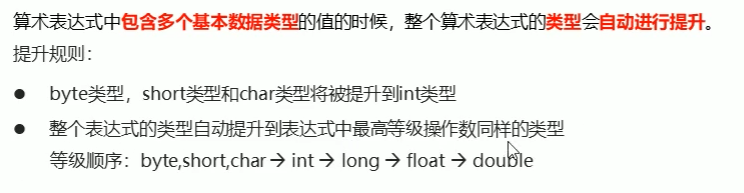 算术表达式中包含多个基本数据类型的值的时候，整个算术表达式的类型会自动进行提升。
提升规则：
● byte类型，short类型和char类型将被提升到int类型
● 整个表达式的类型自动提升到表达式中最高等级操作数同样的类型
等级顺序：byte,short,char → int → long → float → double